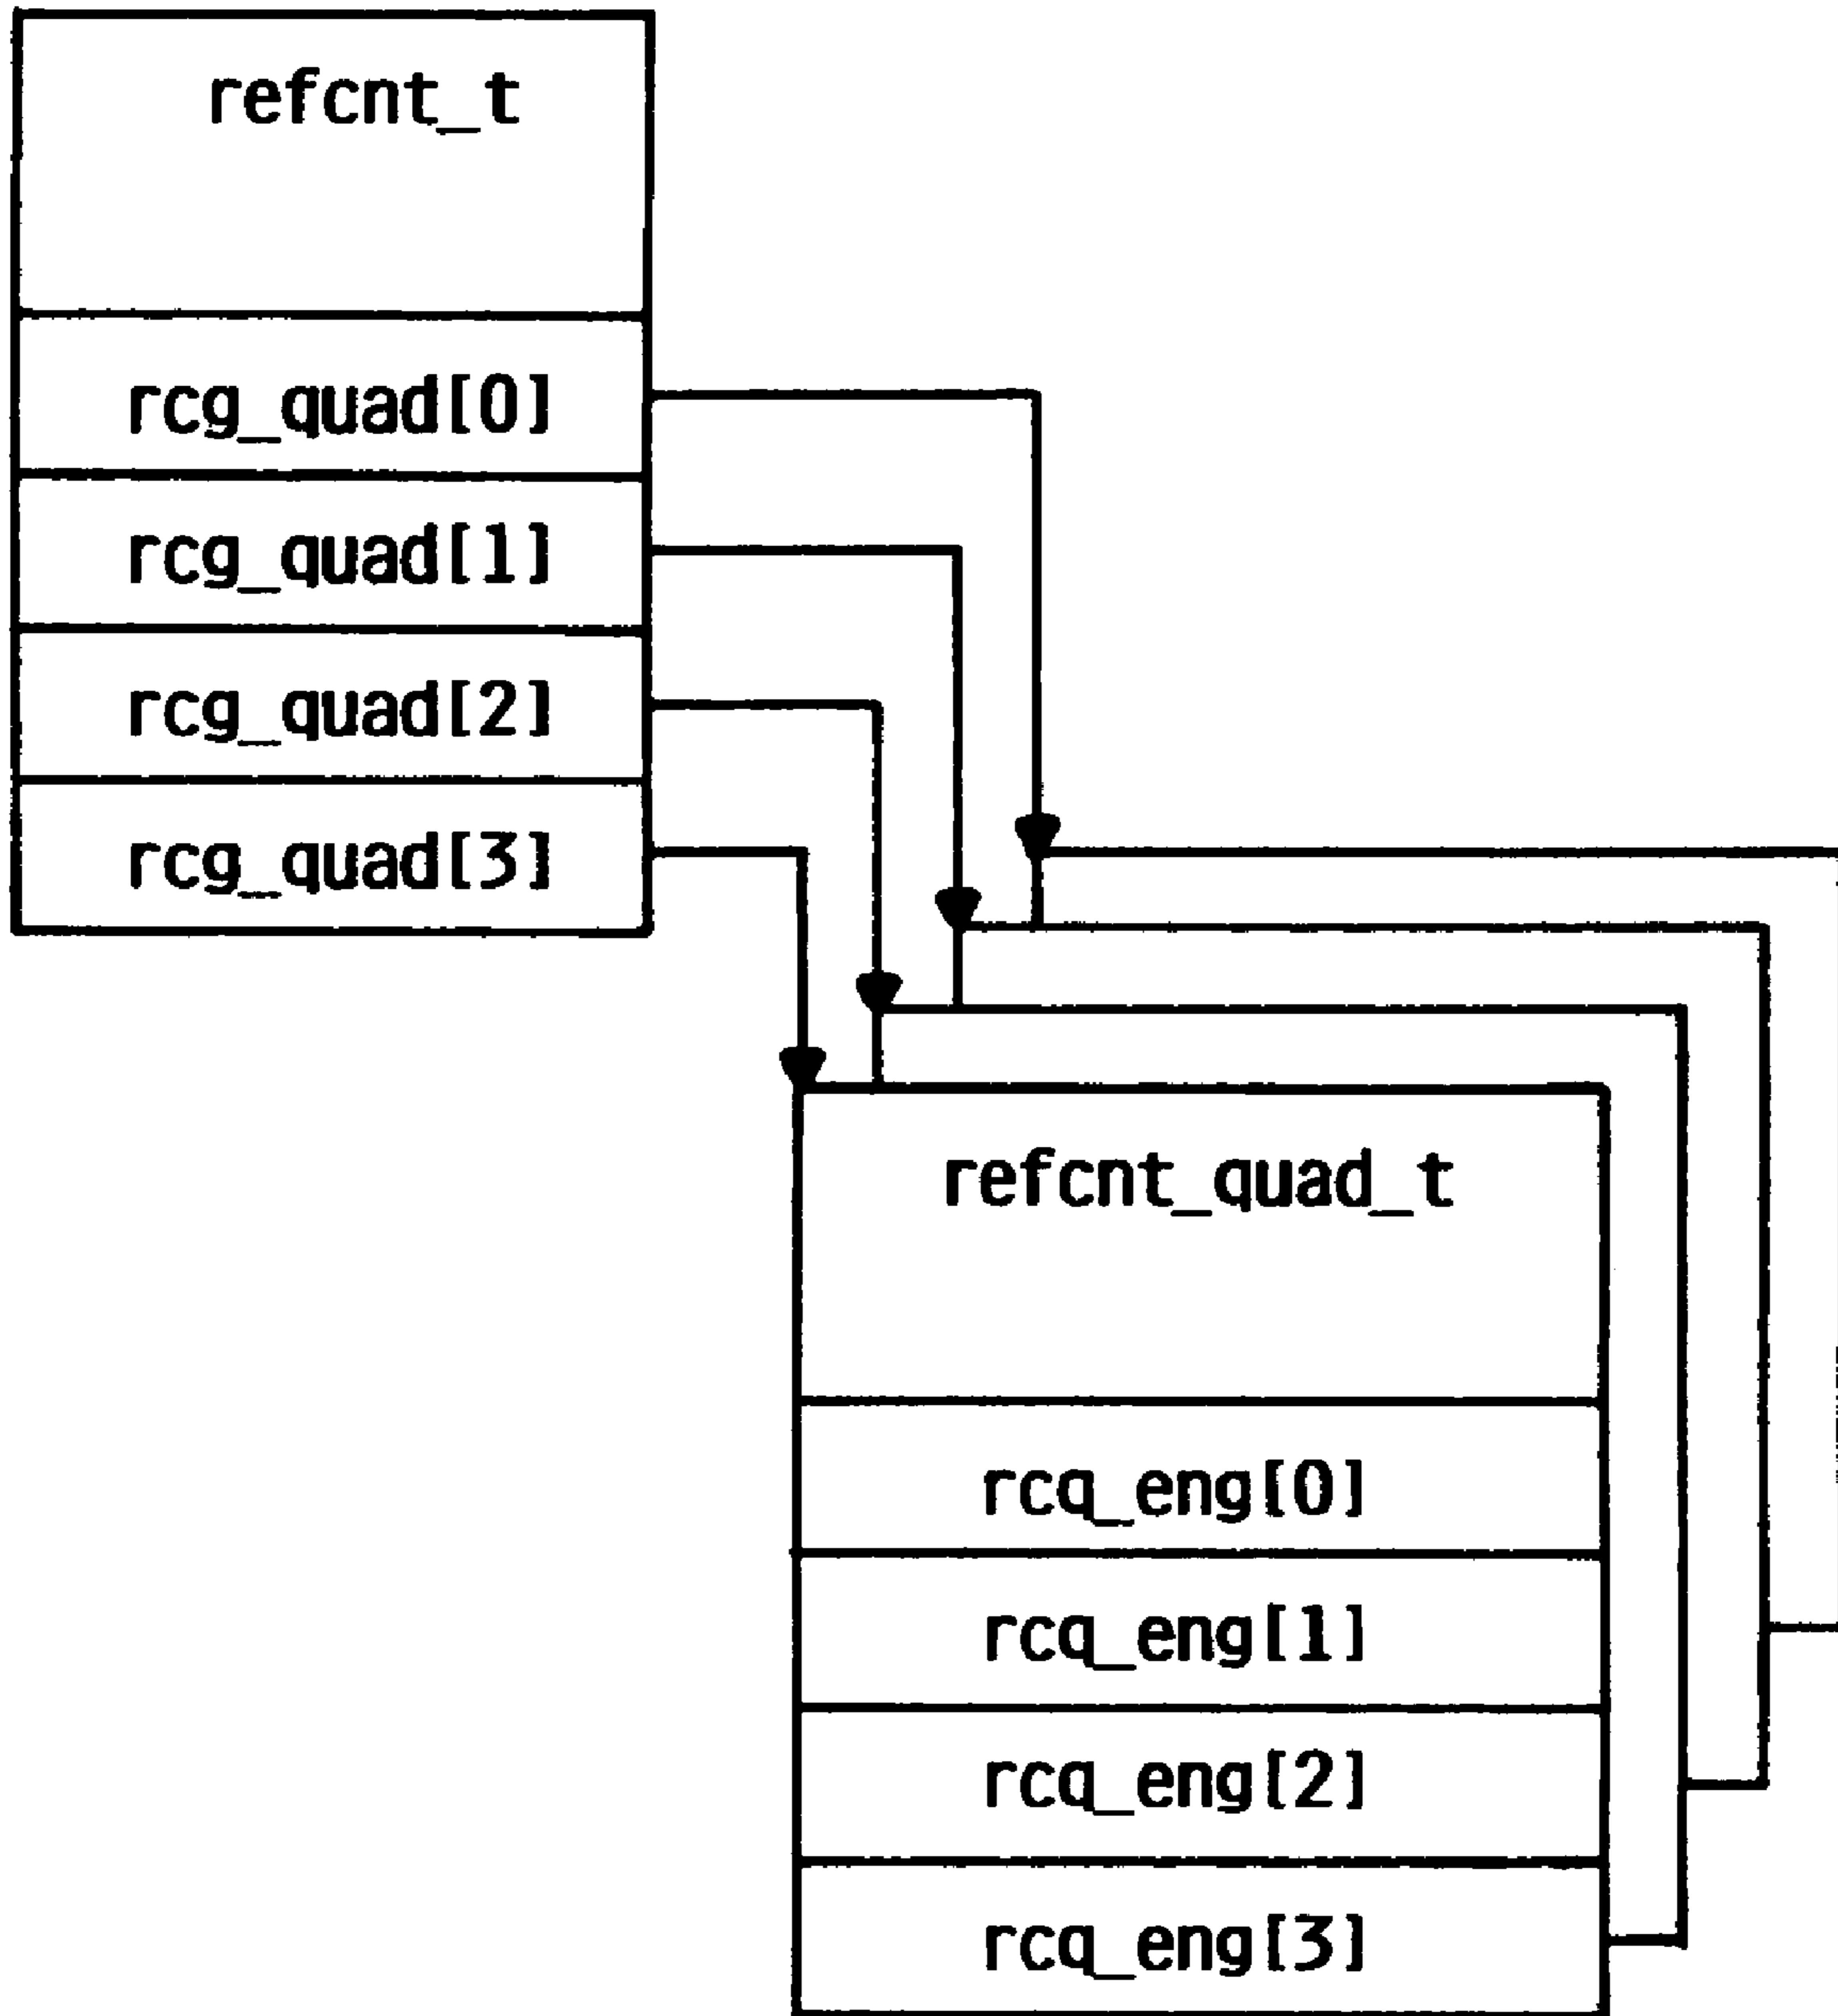 refcnt_t
rcg_quad[0]
rcg_quad[1]
rcg_quad[2]
rcg_quad[3]
refcnt_quad_t
rcq_eng[0]
rcq_eng[1]
rcq_eng[2]
rcq_eng[3]